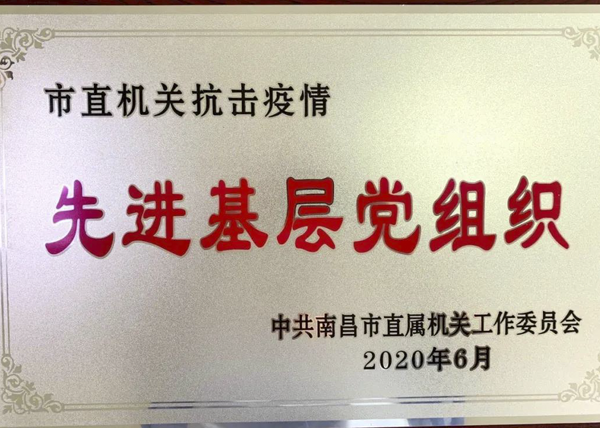 市直机关抗击疫情
先进基层党组织
中共南昌市直属机关工作委员会
2020年6月